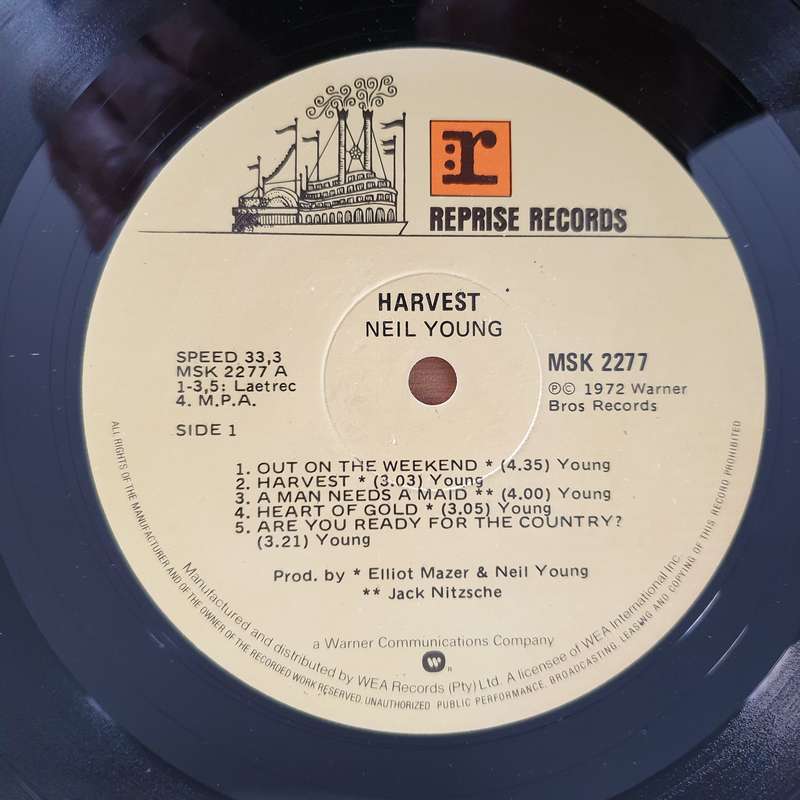 r
REPRISE RECORDS
HARVEST
NEIL YOUNG
SPEED 33,3
MSK 2277 A
1-3,5: Laetrec
4. M.P.A.
SIDE 1
MSK 2277
Ⓟ© 1972 Warner
Bros Records
1. OUT ON THE WEEKEND * (4.35) Young
2. HARVEST * (3.03) Young
3. A MAN NEEDS A MAID ** (4.00) Young
4. HEART OF GOLD * (3.05) Young
5. ARE YOU READY FOR THE COUNTRY?
(3.21) Young
Prod. by * Elliot Mazer & Neil Young
** Jack Nitzsche
a Warner Communications Company
W ®
Manufactured and distributed by WEA Records (Pty) Ltd. A licensee of WEA International Inc.
ALL RIGHTS OF THE MANUFACTURER AND OF THE OWNER OF THE RECORDED WORK RESERVED. UNAUTHORIZED PUBLIC PERFORMANCE, BROADCASTING, LEASING AND COPYING OF THIS RECORD PROHIBITED